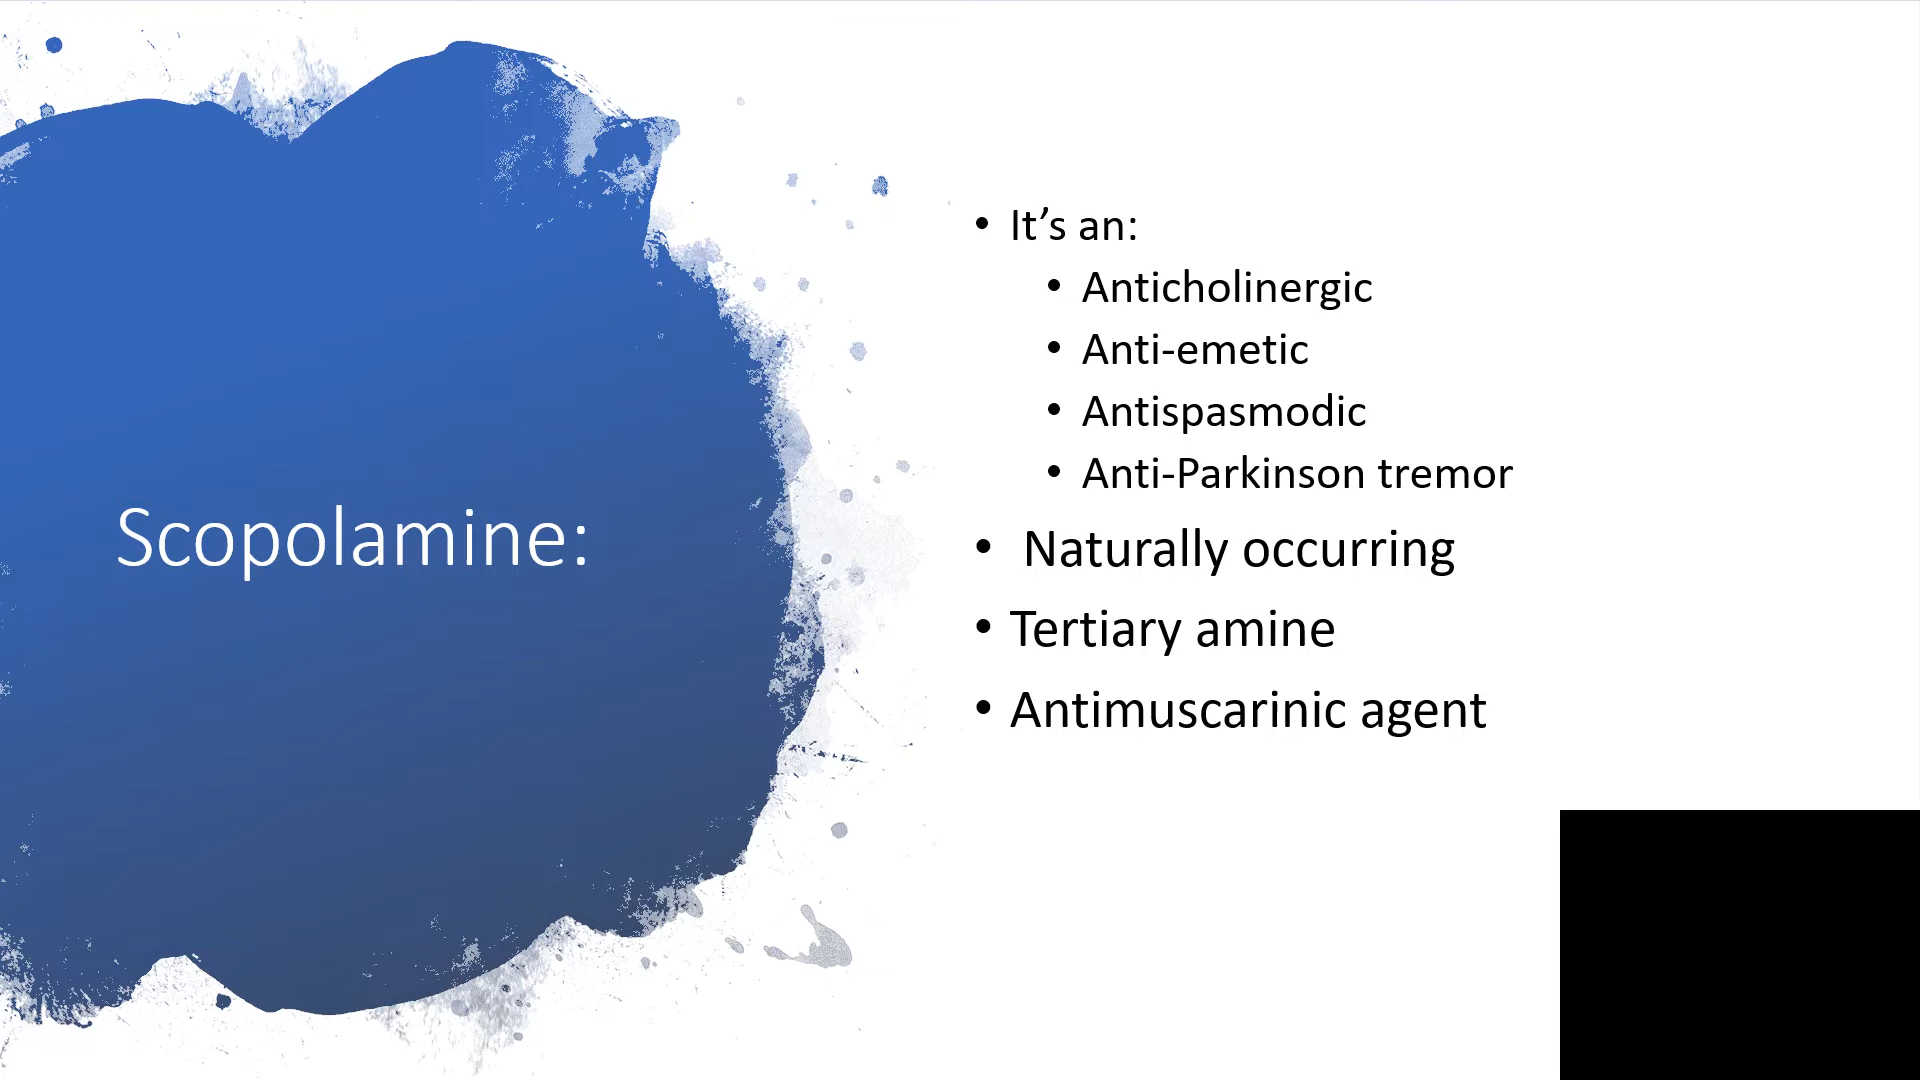 Scopolamine:
• It’s an:
• Anticholinergic
• Anti-emetic
• Antispasmodic
• Anti-Parkinson tremor
• Naturally occurring
• Tertiary amine
• Antimuscarinic agent